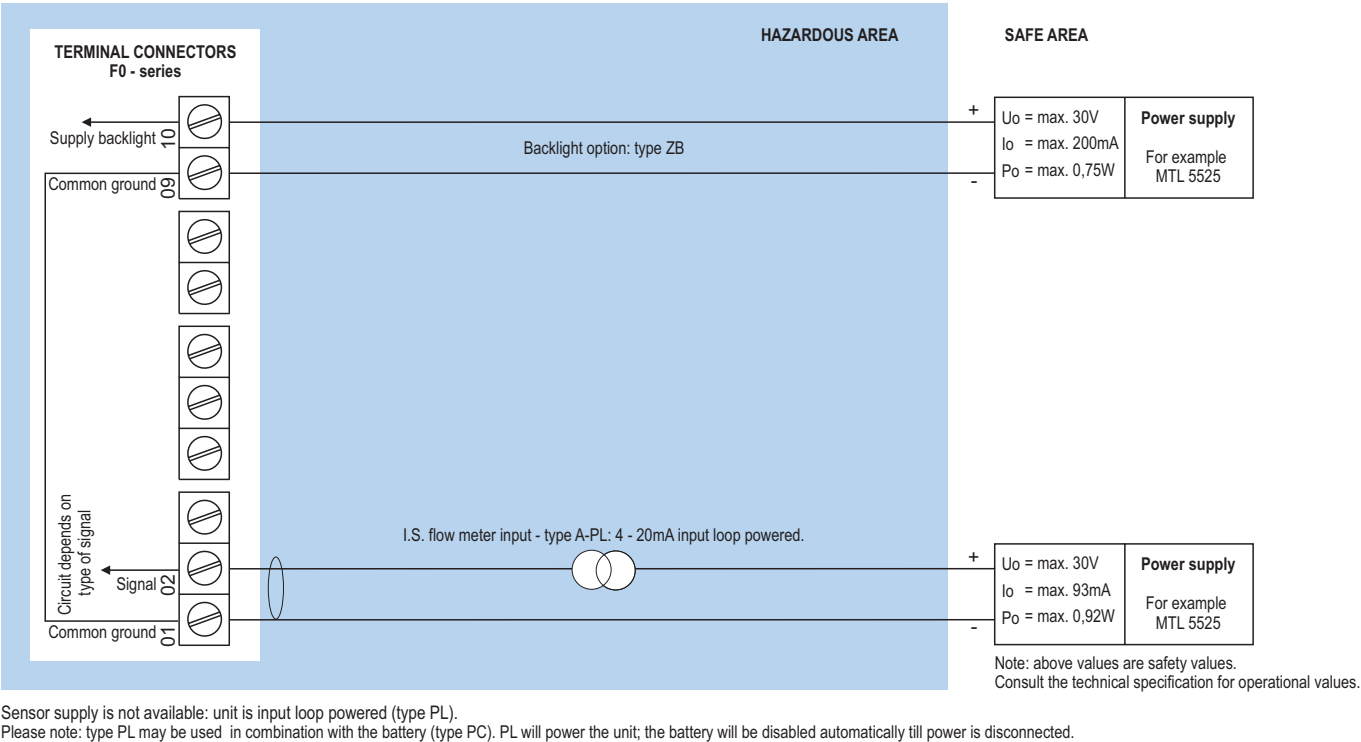 HAZARDOUS AREA
SAFE AREA
TERMINAL CONNECTORS
F0 - series
Supply backlight
10
Common ground
09
Backlight option: type ZB
+
-
Uo = max. 30V
Io = max. 200mA
Po = max. 0,75W
Power supply
For example
MTL 5525
Circuit depends on
type of signal
Signal
02
Common ground
01
I.S. flow meter input - type A-PL: 4 - 20mA input loop powered.
+
-
Uo = max. 30V
Io = max. 93mA
Po = max. 0,92W
Power supply
For example
MTL 5525
Note: above values are safety values.
Consult the technical specification for operational values.
Sensor supply is not available: unit is input loop powered (type PL).
Please note: type PL may be used in combination with the battery (type PC). PL will power the unit; the battery will be disabled automatically till power is disconnected.